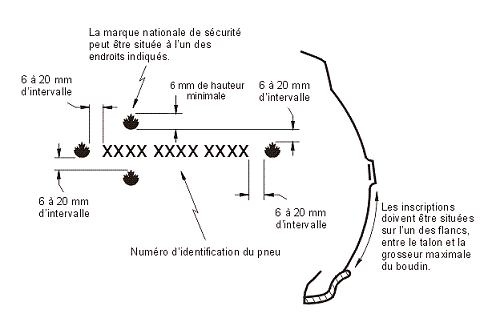 La marque nationale de sécurité
peut être située à l'un des
endroits indiqués.
6 à 20 mm
d'intervalle
6 mm de hauteur
minimale
6 à 20 mm
d'intervalle
XXXX XXXX XXXX
6 à 20 mm
d'intervalle
6 à 20 mm
d'intervalle
Numéro d'identification du pneu
Les inscriptions
doivent être situées
sur l'un des flancs,
entre le talon et la
grosseur maximale
du boudin.